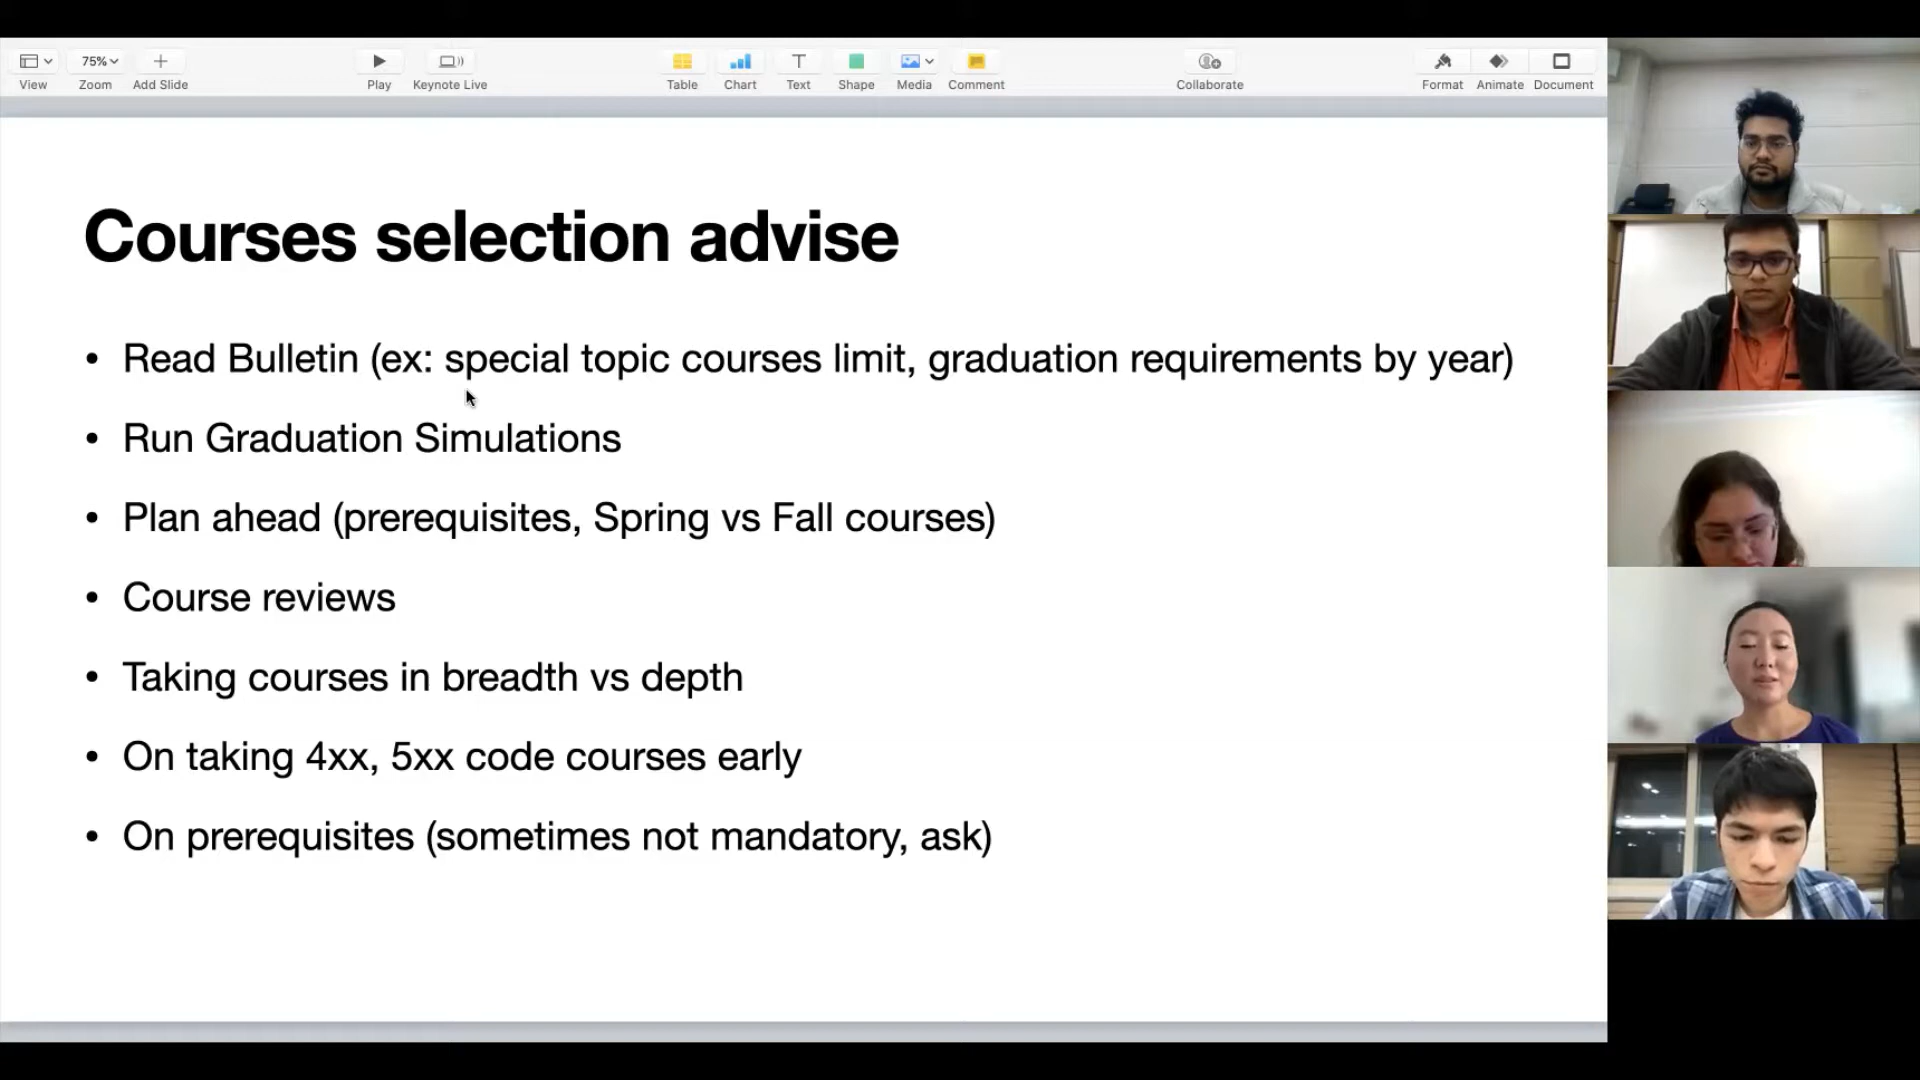 View
75%
Zoom
Add Slide
Play
Keynote Live
Table
Chart
T
Text
Shape
Media
Comment
Collaborate
Format
Animate
Document
Courses selection advise
• Read Bulletin (ex: special topic courses limit, graduation requirements by year)
• Run Graduation Simulations
• Plan ahead (prerequisites, Spring vs Fall courses)
• Course reviews
• Taking courses in breadth vs depth
• On taking 4xx, 5xx code courses early
• On prerequisites (sometimes not mandatory, ask)